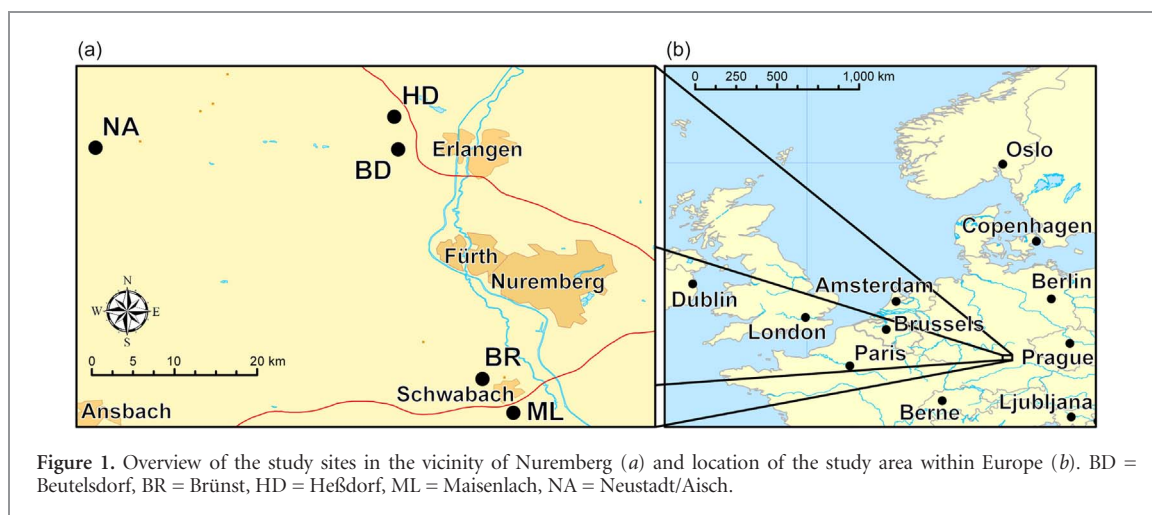 (a)
HD
NA
BD
Erlangen
Fürth
Nuremberg
N
W E
S
0 5 10 20 km
BR
Schwabach
Ansbach
ML
(b)
0 250 500 1,000 km
Oslo
Copenhagen
Dublin
Amsterdam
Berlin
London
Brussels
Paris
Prague
Berne
Ljubljana
Figure 1. Overview of the study sites in the vicinity of Nuremberg (a) and location of the study area within Europe (b). BD =
Beutelsdorf, BR = Brünst, HD = Heßdorf, ML = Maisenlach, NA = Neustadt/Aisch.